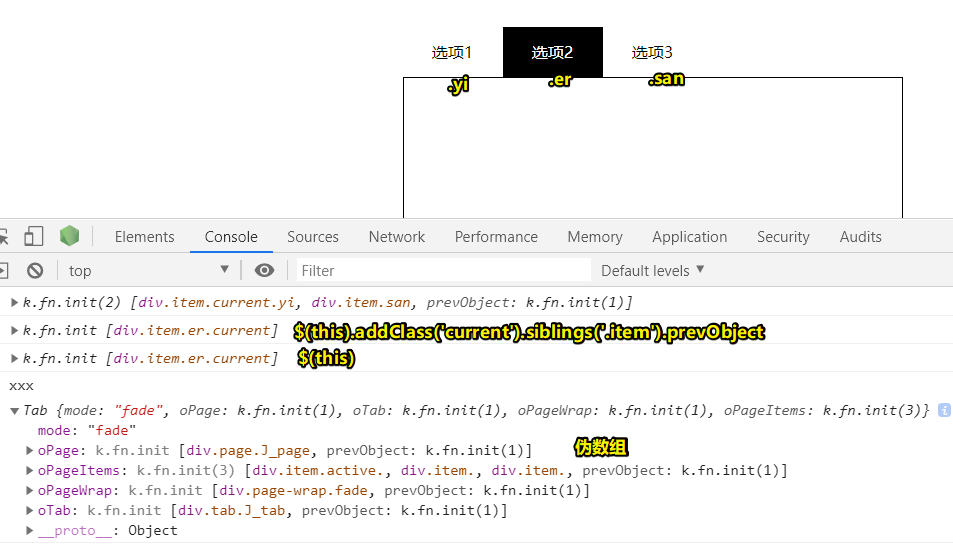 选项1 选项2 选项3
.yi .er .san
Elements Console Sources Network Performance Memory Application Security Audits
top Filter Default levels
k.fn.init(2) [div.item.current.yi, div.item.san, prevObject: k.fn.init(1)]
k.fn.init [div.item.er.current] $(this).addClass('current').siblings('.item').prevObject
k.fn.init [div.item.er.current] $(this)
xxx
Tab {mode: "fade", oPage: k.fn.init(1), oTab: k.fn.init(1), oPageWrap: k.fn.init(1), oPageItems: k.fn.init(3)} i
mode: "fade"
oPage: k.fn.init [div.page.J_page, prevObject: k.fn.init(1)] 伪数组
oPageItems: k.fn.init(3) [div.item.active., div.item., div.item., prevObject: k.fn.init(1)]
oPageWrap: k.fn.init [div.page-wrap.fade, prevObject: k.fn.init(1)]
oTab: k.fn.init [div.tab.J_tab, prevObject: k.fn.init(1)]
__proto__: Object